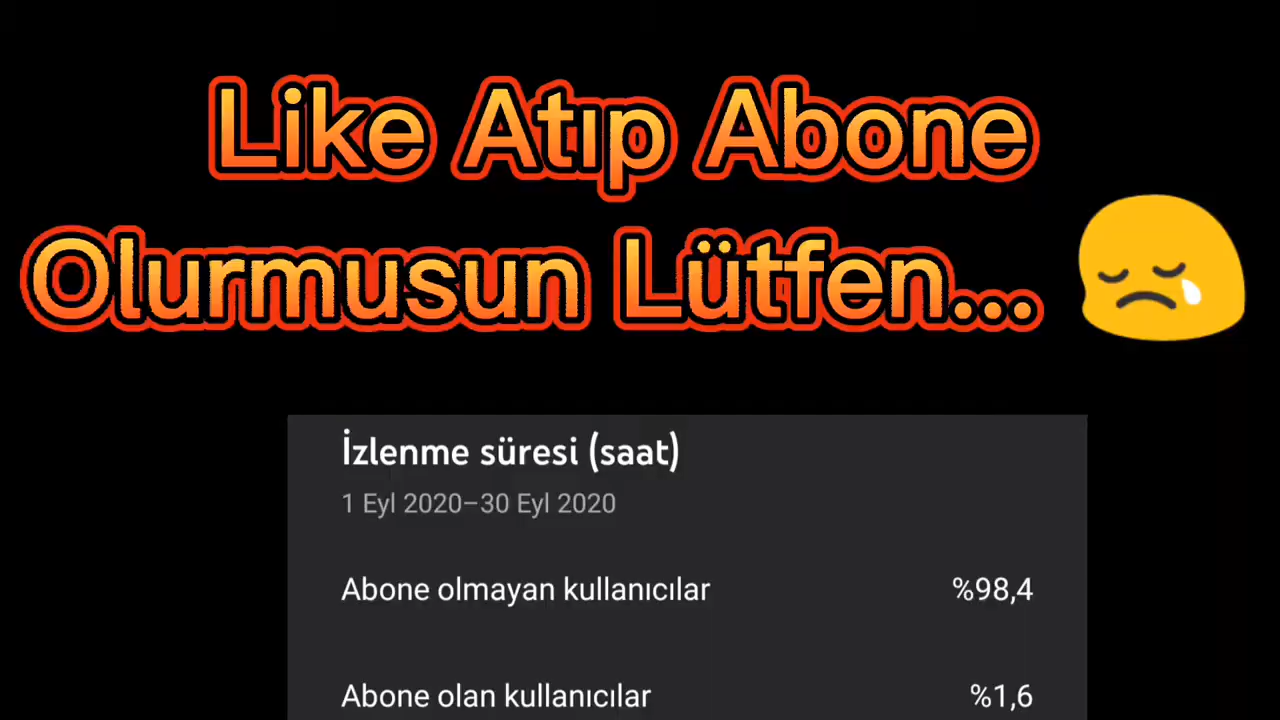 Like Atıp Abone
Olurmusun Lütfen...
İzlenme süresi (saat)
1 Eyl 2020–30 Eyl 2020
Abone olmayan kullanıcılar %98,4
Abone olan kullanıcılar %1,6